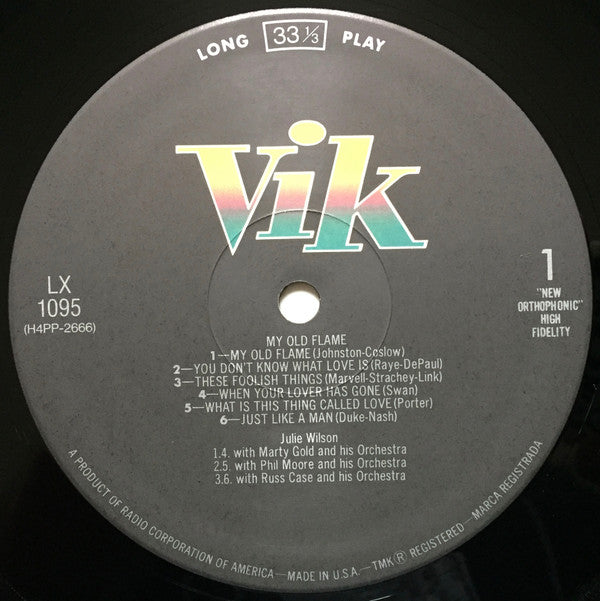 LONG 33 1/3 PLAY
Vik
LX
1095
(H4PP-2666)
1
"NEW
ORTHOPHONIC"
HIGH
FIDELITY
MY OLD FLAME
1—MY OLD FLAME (Johnston-Coslow)
2—YOU DON'T KNOW WHAT LOVE IS (Raye-DePaul)
3—THESE FOOLISH THINGS (Marvell-Strachey-Link)
4—WHEN YOUR LOVER HAS GONE (Swan)
5—WHAT IS THIS THING CALLED LOVE (Porter)
6—JUST LIKE A MAN (Duke-Nash)
Julie Wilson
1.4. with Marty Gold and his Orchestra
2.5. with Phil Moore and his Orchestra
3.6. with Russ Case and his Orchestra
A PRODUCT OF RADIO CORPORATION OF AMERICA—MADE IN U.S.A.—TMK ® REGISTERED—MARCA REGISTRADA